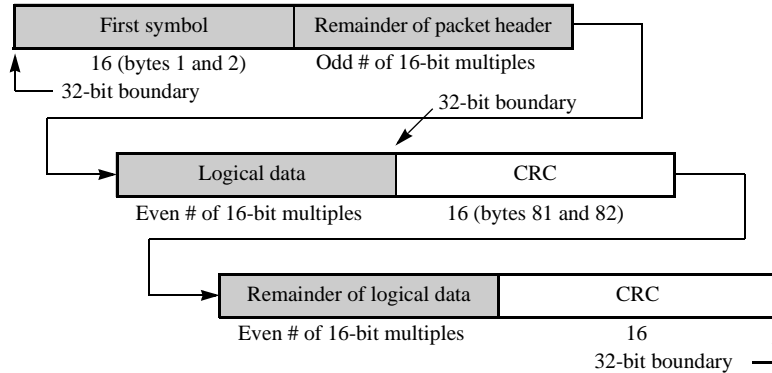 First symbol Remainder of packet header
16 (bytes 1 and 2) Odd # of 16-bit multiples
32-bit boundary
32-bit boundary
Logical data CRC
Even # of 16-bit multiples 16 (bytes 81 and 82)
Remainder of logical data CRC
Even # of 16-bit multiples 16
32-bit boundary